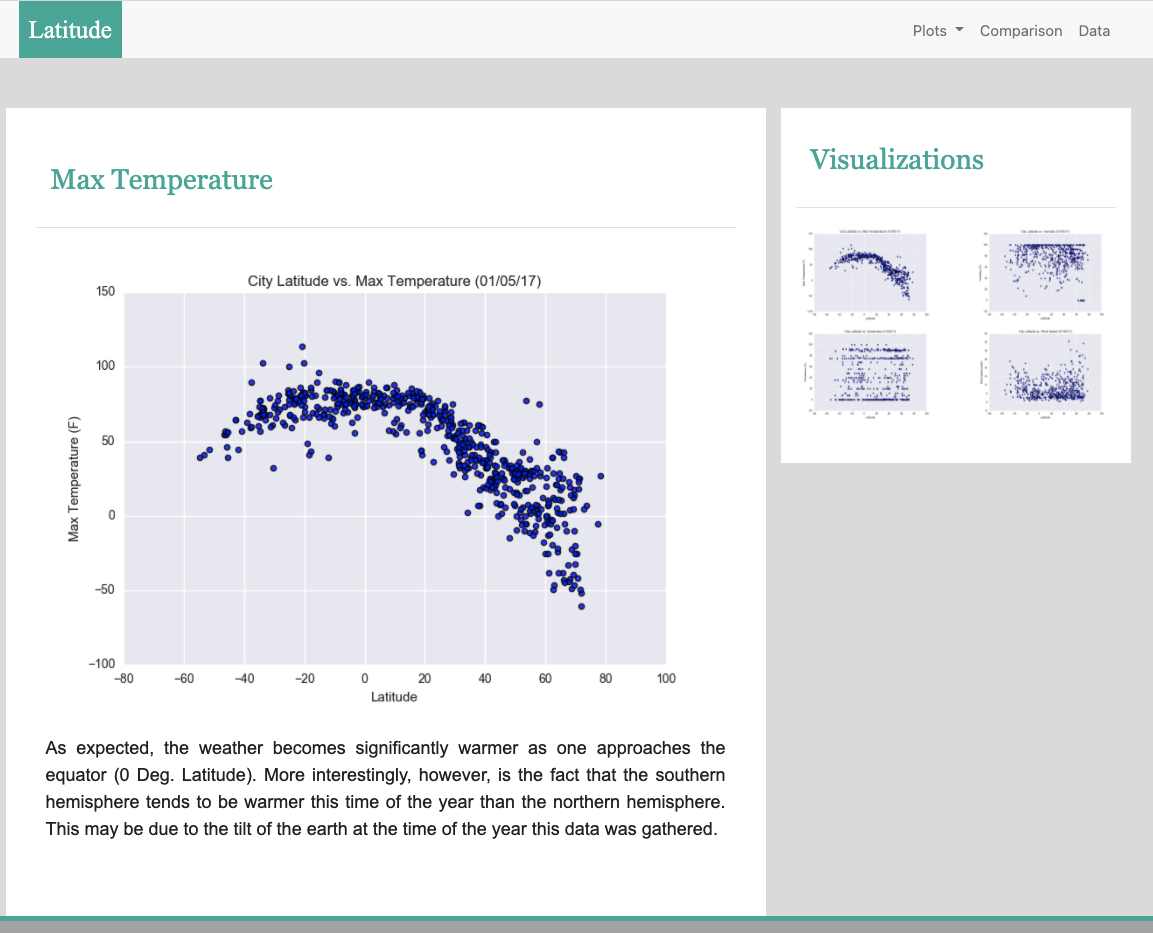 Latitude
Plots
Comparison
Data
Max Temperature
City Latitude vs. Max Temperature (01/05/17)
150
100
50
0
−50
−100
Max Temperature (F)
−80 −60 −40 −20 0 20 40 60 80 100
Latitude
As expected, the weather becomes significantly warmer as one approaches the
equator (0 Deg. Latitude). More interestingly, however, is the fact that the southern
hemisphere tends to be warmer this time of the year than the northern hemisphere.
This may be due to the tilt of the earth at the time of the year this data was gathered.
Visualizations